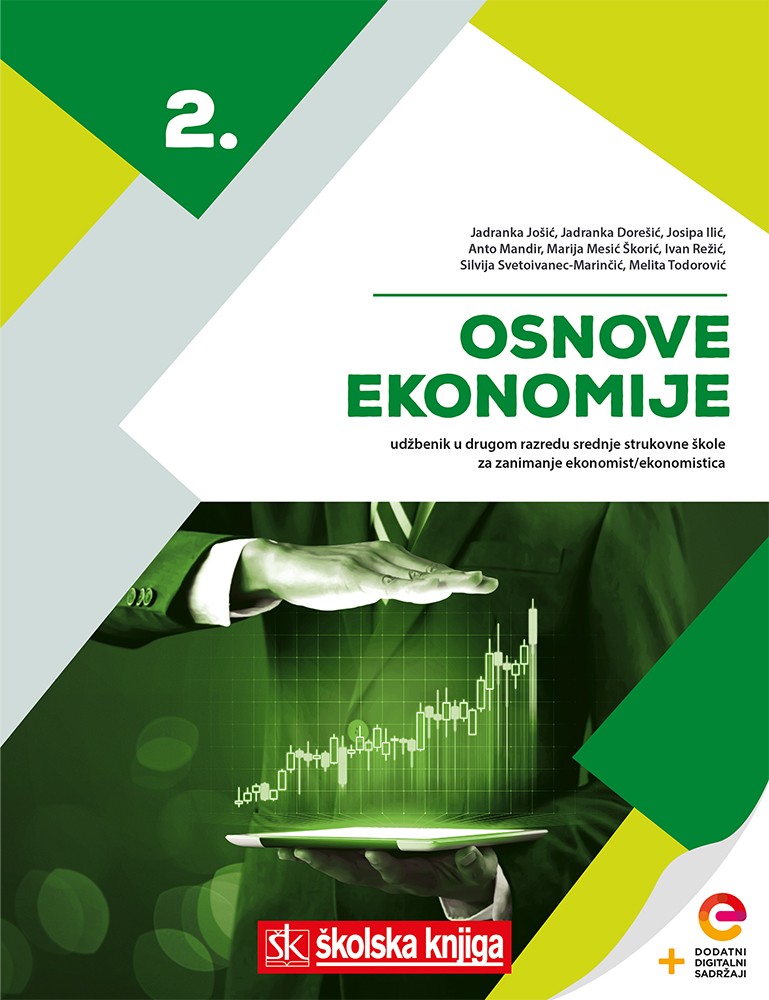 2.
Jadranka Jošić, Jadranka Dorešić, Josipa Ilić,
Anto Mandir, Marija Mesić Škorić, Ivan Režić,
Silvija Svetoivanec-Marinčić, Melita Todorović
OSNOVE
EKONOMIJE
udžbenik u drugom razredu srednje strukovne škole
za zanimanje ekonomist/ekonomistica
šk školska knjiga
e
+ DODATNI
DIGITALNI
SADRŽAJI